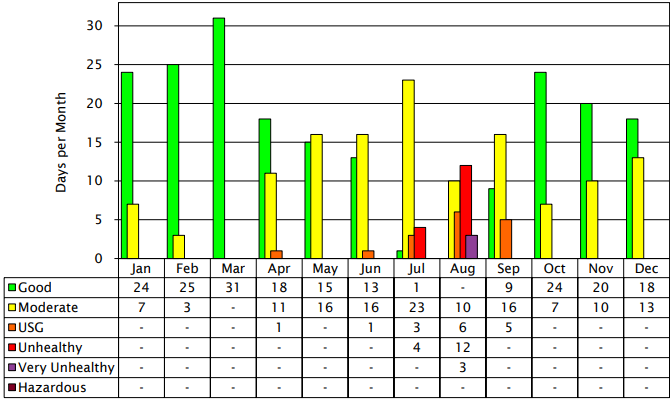 30
25
20
15
10
5
0
Days per Month
Jan Feb Mar Apr May Jun Jul Aug Sep Oct Nov Dec
Good 24 25 31 18 15 13 1 - 9 24 20 18
Moderate 7 3 - 11 16 16 23 10 16 7 10 13
USG - - - 1 - 1 3 6 5 - - -
Unhealthy - - - - - - 4 12 - - - -
Very Unhealthy - - - - - - - 3 - - - -
Hazardous - - - - - - - - - - - -